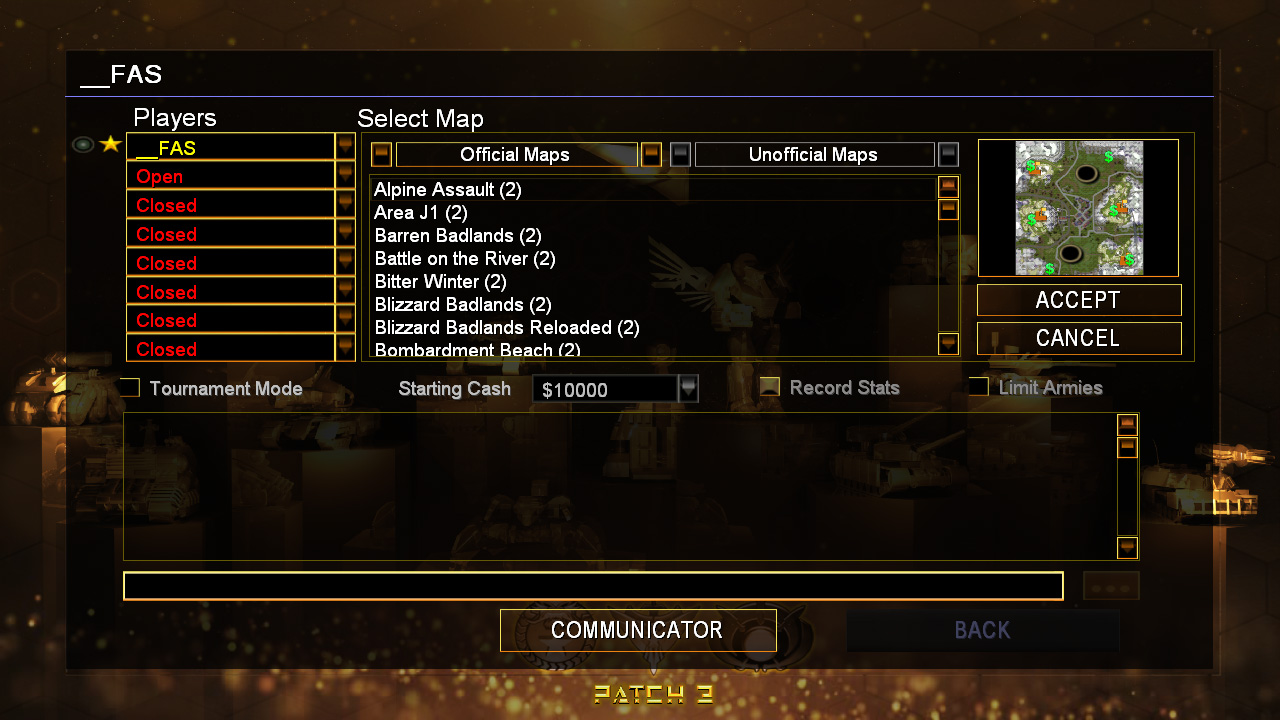 __FAS
Players
Select Map
__FAS
Open
Closed
Closed
Closed
Closed
Closed
Closed
Official Maps
Unofficial Maps
Alpine Assault (2)
Area J1 (2)
Barren Badlands (2)
Battle on the River (2)
Bitter Winter (2)
Blizzard Badlands (2)
Blizzard Badlands Reloaded (2)
Bombardment Beach (2)
$
$
$
$
$
$
ACCEPT
CANCEL
Tournament Mode
Starting Cash
$10000
Record Stats
Limit Armies
...
COMMUNICATOR
BACK
PATCH 3